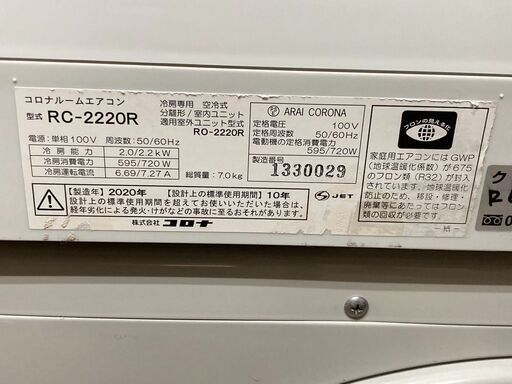 コロナルームエアコン
型式 RC-2220R
冷房専用 空冷式
分離形/室内ユニット
適用室外ユニット型式
RO-2220R
電源:単相100V 周波数:50/60Hz
冷房能力 2.0/2.2kW
冷房消費電力 595/720W
冷房運転電流 6.69/7.27A
総質量:7.0kg
ARAI CORONA
定格電圧 100V
定格周波数 50/60Hz
電動機の定格消費電力
595/720W
製造番号
1330029
【製造年】2020年 【設計上の標準使用期間】10年
設計上の標準使用期間を超えてお使いいただいた場合は、
経年劣化による発火・けがなどの事故に至るおそれがあります。
JET
株式会社コロナ
フロンの見える化
家庭用エアコンにはGWP
(地球温暖化係数)が675
のフロン類(R32)が封入
されています。地球温暖化
防止のため、移設・修理・
廃棄等にあたってはフロン
類の回収が必要です。
-紙-
ク